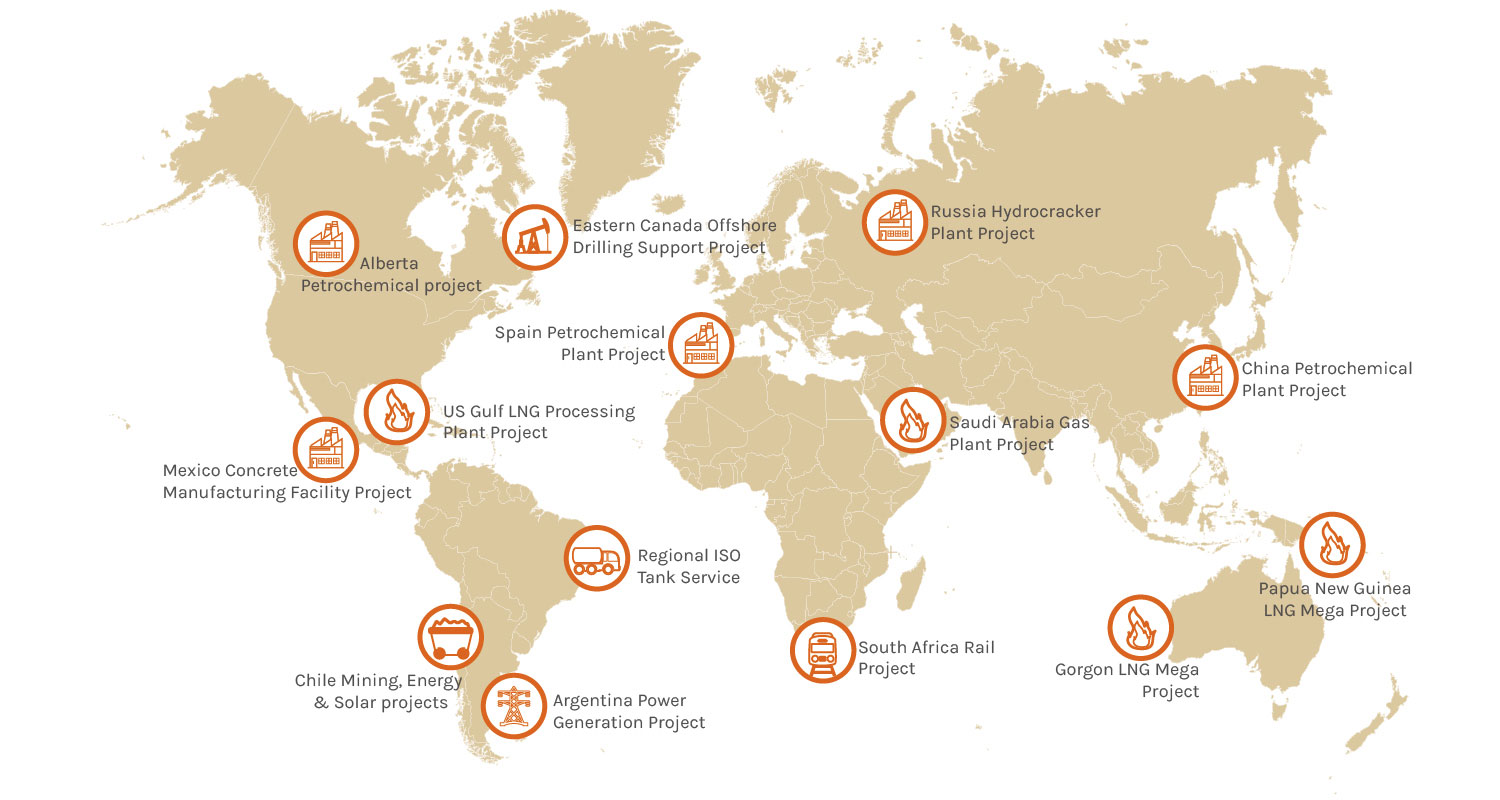 Russia Hydrocracker
Plant Project
Eastern Canada Offshore
Drilling Support Project
Alberta
Petrochemical project
Spain Petrochemical
Plant Project
China Petrochemical
Plant Project
US Gulf LNG Processing
Plant Project
Saudi Arabia Gas
Plant Project
Mexico Concrete
Manufacturing Facility Project
Regional ISO
Tank Service
Papua New Guinea
LNG Mega Project
South Africa Rail
Project
Gorgon LNG Mega
Project
Chile Mining, Energy
& Solar projects
Argentina Power
Generation Project